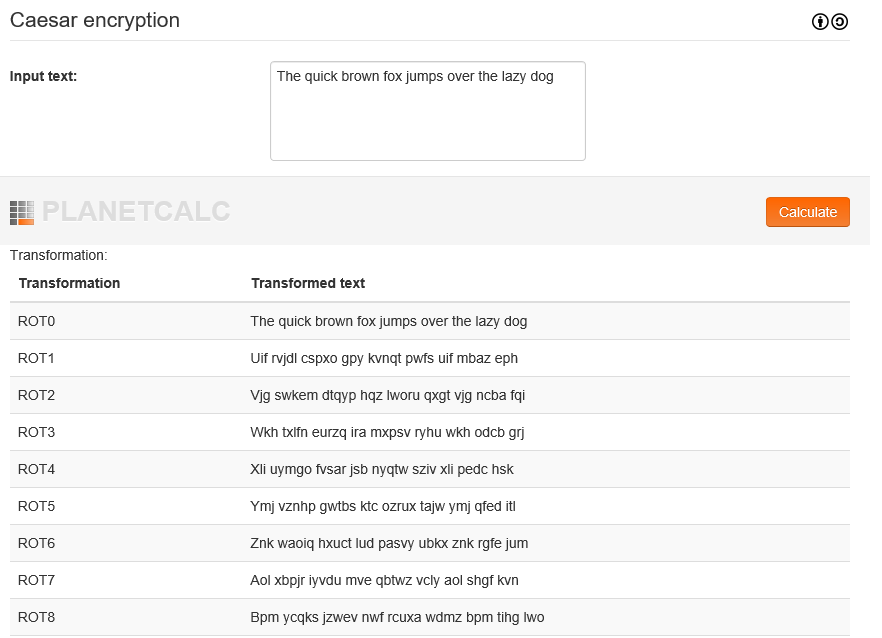 Caesar encryption
Input text:
The quick brown fox jumps over the lazy dog
PLANETCALC
Calculate
Transformation:
Transformation Transformed text
ROT0 The quick brown fox jumps over the lazy dog
ROT1 Uif rvjdl cspxo gpy kvnqt pwfs uif mbaz eph
ROT2 Vjg swkem dtqyp hqz lworu qxgt vjg ncba fqi
ROT3 Wkh txlfn eurzq ira mxpsv ryhu wkh odcb grj
ROT4 Xli uymgo fvsar jsb nyqtw sziv xli pedc hsk
ROT5 Ymj vznhp gwtbs ktc ozrux tajw ymj qfed itl
ROT6 Znk waoiq hxuct lud pasvy ubkx znk rgfe jum
ROT7 Aol xbpjr iyvdu mve qbtwz vcly aol shgf kvn
ROT8 Bpm ycqks jzwev nwf rcuxa wdmz bpm tihg lwo